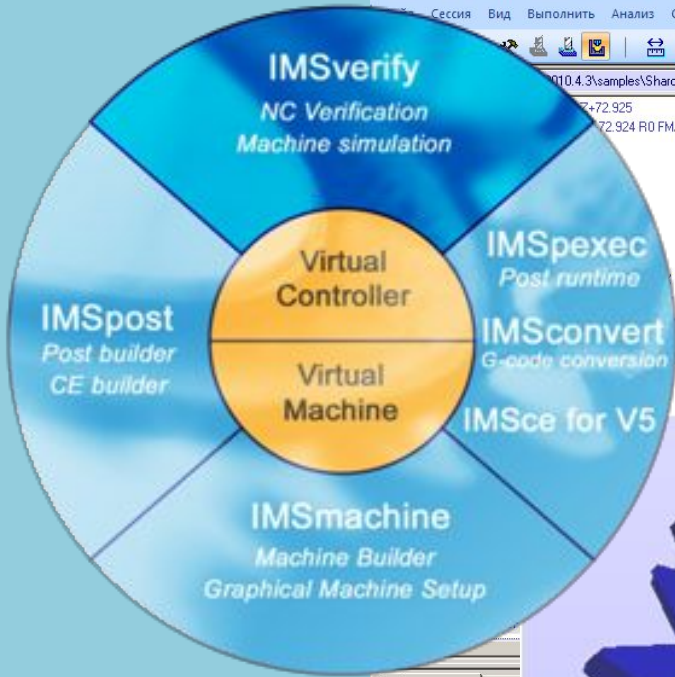 Сессия Вид Выполнить Анализ
010.4.3\samples\Shar
Z+72.925
72.924 R0 FM
IMSverify
NC Verification
Machine simulation
Virtual
Controller
Virtual
Machine
IMSpost
Post builder
CE builder
IMSpexec
Post runtime
IMSconvert
G-code conversion
IMSce for V5
IMSmachine
Machine Builder
Graphical Machine Setup